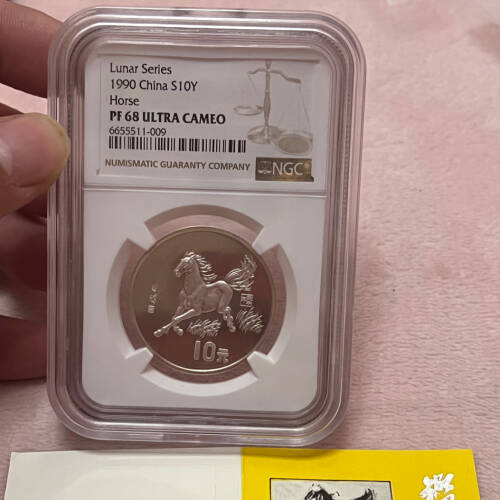 Lunar Series
1990 China S10Y
Horse
PF 68 ULTRA CAMEO
6655511-009
NUMISMATIC GUARANTY COMPANY
NGC
10元